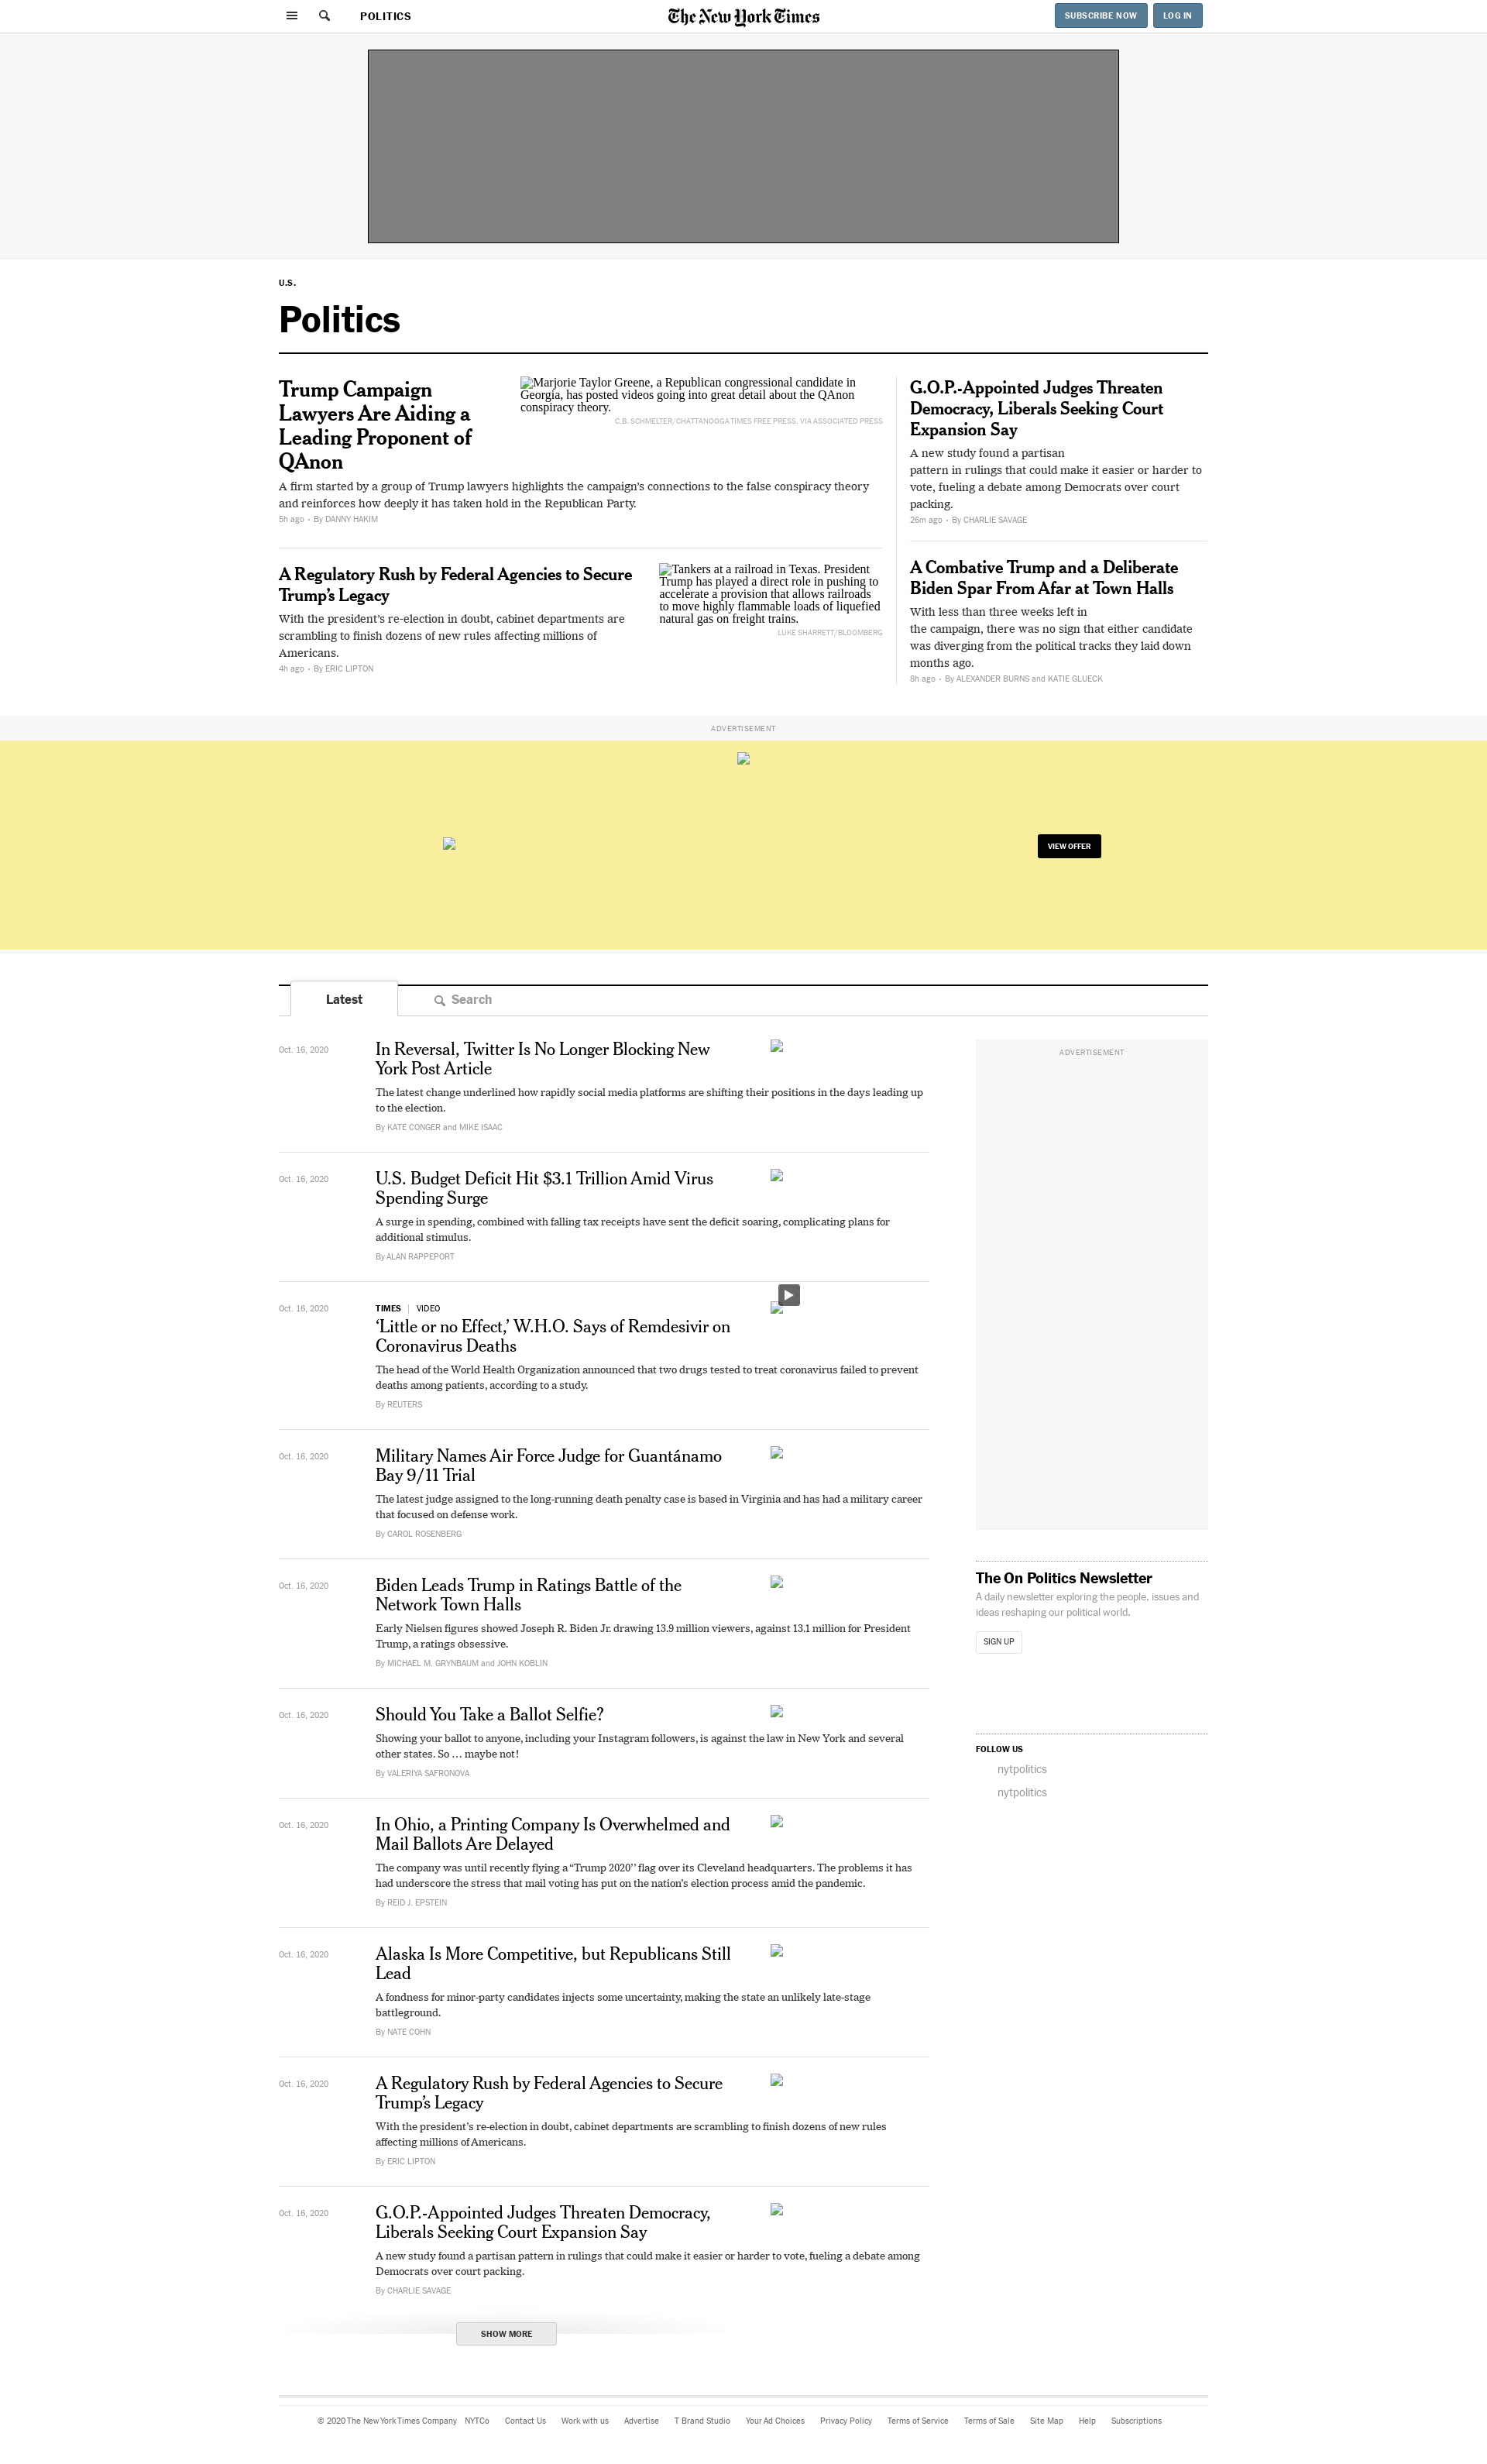 POLITICS
The New York Times
SUBSCRIBE NOW
LOG IN
U.S.
Politics
Trump Campaign
Lawyers Are Aiding a
Leading Proponent of
QAnon
Marjorie Taylor Greene, a Republican congressional candidate in
Georgia, has posted videos going into great detail about the QAnon
conspiracy theory.
C.B. SCHMELTER/CHATTANOOGA TIMES FREE PRESS, VIA ASSOCIATED PRESS
A firm started by a group of Trump lawyers highlights the campaign's connections to the false conspiracy theory
and reinforces how deeply it has taken hold in the Republican Party.
5h ago • By DANNY HAKIM
A Regulatory Rush by Federal Agencies to Secure
Trump's Legacy
With the president's re-election in doubt, cabinet departments are
scrambling to finish dozens of new rules affecting millions of
Americans.
4h ago • By ERIC LIPTON
Tankers at a railroad in Texas. President
Trump has played a direct role in pushing to
accelerate a provision that allows railroads
to move highly flammable loads of liquefied
natural gas on freight trains.
LUKE SHARRETT/BLOOMBERG
G.O.P.-Appointed Judges Threaten
Democracy, Liberals Seeking Court
Expansion Say
A new study found a partisan
pattern in rulings that could make it easier or harder to
vote, fueling a debate among Democrats over court
packing.
26m ago • By CHARLIE SAVAGE
A Combative Trump and a Deliberate
Biden Spar From Afar at Town Halls
With less than three weeks left in
the campaign, there was no sign that either candidate
was diverging from the political tracks they laid down
months ago.
8h ago • By ALEXANDER BURNS and KATIE GLUECK
ADVERTISEMENT
VIEW OFFER
Latest
Search
Oct. 16, 2020
In Reversal, Twitter Is No Longer Blocking New
York Post Article
The latest change underlined how rapidly social media platforms are shifting their positions in the days leading up
to the election.
By KATE CONGER and MIKE ISAAC
Oct. 16, 2020
U.S. Budget Deficit Hit $3.1 Trillion Amid Virus
Spending Surge
A surge in spending, combined with falling tax receipts have sent the deficit soaring, complicating plans for
additional stimulus.
By ALAN RAPPEPORT
Oct. 16, 2020
TIMES | VIDEO
‘Little or no Effect,’ W.H.O. Says of Remdesivir on
Coronavirus Deaths
The head of the World Health Organization announced that two drugs tested to treat coronavirus failed to prevent
deaths among patients, according to a study.
By REUTERS
Oct. 16, 2020
Military Names Air Force Judge for Guantánamo
Bay 9/11 Trial
The latest judge assigned to the long-running death penalty case is based in Virginia and has had a military career
that focused on defense work.
By CAROL ROSENBERG
Oct. 16, 2020
Biden Leads Trump in Ratings Battle of the
Network Town Halls
Early Nielsen figures showed Joseph R. Biden Jr. drawing 13.9 million viewers, against 13.1 million for President
Trump, a ratings obsessive.
By MICHAEL M. GRYNBAUM and JOHN KOBLIN
Oct. 16, 2020
Should You Take a Ballot Selfie?
Showing your ballot to anyone, including your Instagram followers, is against the law in New York and several
other states. So … maybe not!
By VALERIYA SAFRONOVA
Oct. 16, 2020
In Ohio, a Printing Company Is Overwhelmed and
Mail Ballots Are Delayed
The company was until recently flying a “Trump 2020” flag over its Cleveland headquarters. The problems it has
had underscore the stress that mail voting has put on the nation's election process amid the pandemic.
By REID J. EPSTEIN
Oct. 16, 2020
Alaska Is More Competitive, but Republicans Still
Lead
A fondness for minor-party candidates injects some uncertainty, making the state an unlikely late-stage
battleground.
By NATE COHN
Oct. 16, 2020
A Regulatory Rush by Federal Agencies to Secure
Trump's Legacy
With the president's re-election in doubt, cabinet departments are scrambling to finish dozens of new rules
affecting millions of Americans.
By ERIC LIPTON
Oct. 16, 2020
G.O.P.-Appointed Judges Threaten Democracy,
Liberals Seeking Court Expansion Say
A new study found a partisan pattern in rulings that could make it easier or harder to vote, fueling a debate among
Democrats over court packing.
By CHARLIE SAVAGE
SHOW MORE
ADVERTISEMENT
The On Politics Newsletter
A daily newsletter exploring the people, issues and
ideas reshaping our political world.
SIGN UP
FOLLOW US
nytpolitics
nytpolitics
© 2020 The New York Times Company NYTCo Contact Us Work with us Advertise T Brand Studio Your Ad Choices Privacy Policy Terms of Service Terms of Sale Site Map Help Subscriptions